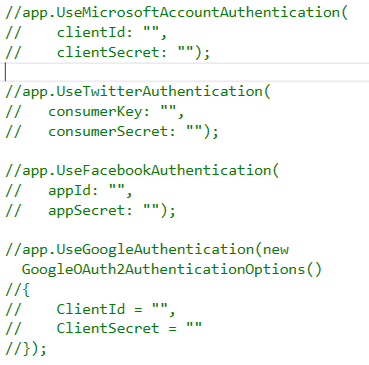 //app.UseMicrosoftAccountAuthentication(
//    clientId: "",
//    clientSecret: "");
//app.UseTwitterAuthentication(
//   consumerKey: "",
//   consumerSecret: "");
//app.UseFacebookAuthentication(
//   appId: "",
//   appSecret: "");
//app.UseGoogleAuthentication(new
  GoogleOAuth2AuthenticationOptions()
//{
//    ClientId = "",
//    ClientSecret = ""
//});